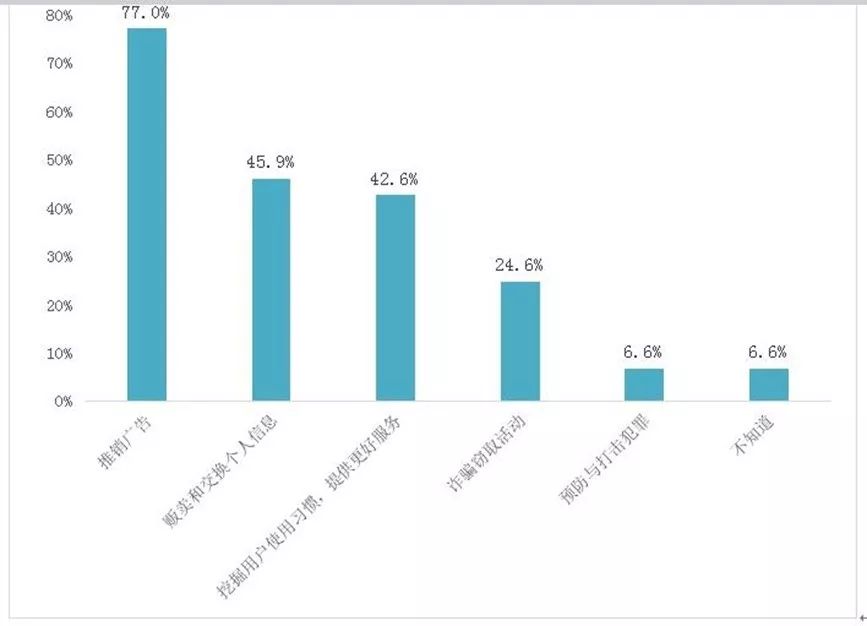 80%
70%
60%
50%
40%
30%
20%
10%
0%
77.0%
45.9%
42.6%
24.6%
6.6%
6.6%
推销广告
贩卖和交换个人信息
挖掘用户使用习惯，提供更好服务
诈骗窃取活动
预防与打击犯罪
不知道